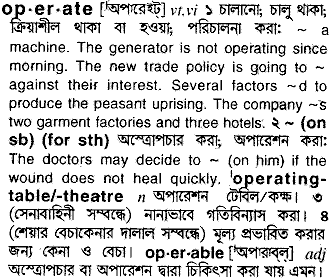 op·er·ate ['অপারেইট্] vt,vi ১ চালানো; চালু থাকা;
ক্রিয়াশীল থাকা বা হওয়া; পরিচালনা করা: ~ a
machine. The generator is not operating since
morning. The new trade policy is going to ~
against their interest. Several factors ~d to
produce the peasant uprising. The company ~s
two garment factories and three hotels. ২ ~ (on
sb) (for sth) অস্ত্রোপচার করা; অপারেশন করা:
The doctors may decide to ~ (on him) if the
wound does not heal quickly. 'operating-
table/-theatre n অপারেশন টেবিল/কক্ষ। ৩
(সেনাবাহিনী সম্বন্ধে) নানাভাবে গতিবিন্যাস করা। ৪
(শেয়ার বেচাকেনার দালাল সম্বন্ধে) মূল্য প্রভাবিত করার
জন্য কেনা ও বেচা। op·er·able ['অপারাব্‌ল্] adj
অস্ত্রোপচার বা অপারেশন দ্বারা চিকিৎসা করা যায় এমন